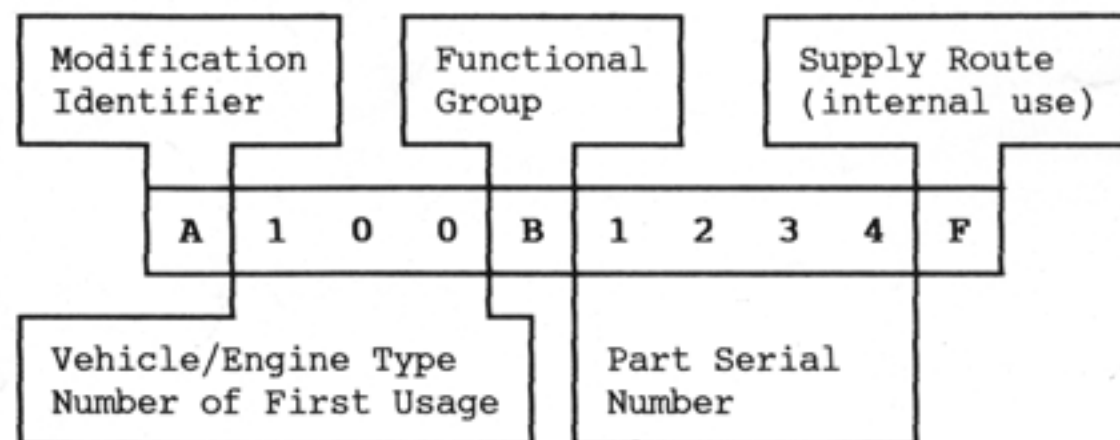 Modification
Identifier
Functional
Group
Supply Route
(internal use)
A 1 0 0 B 1 2 3 4 F
Vehicle/Engine Type
Number of First Usage
Part Serial
Number